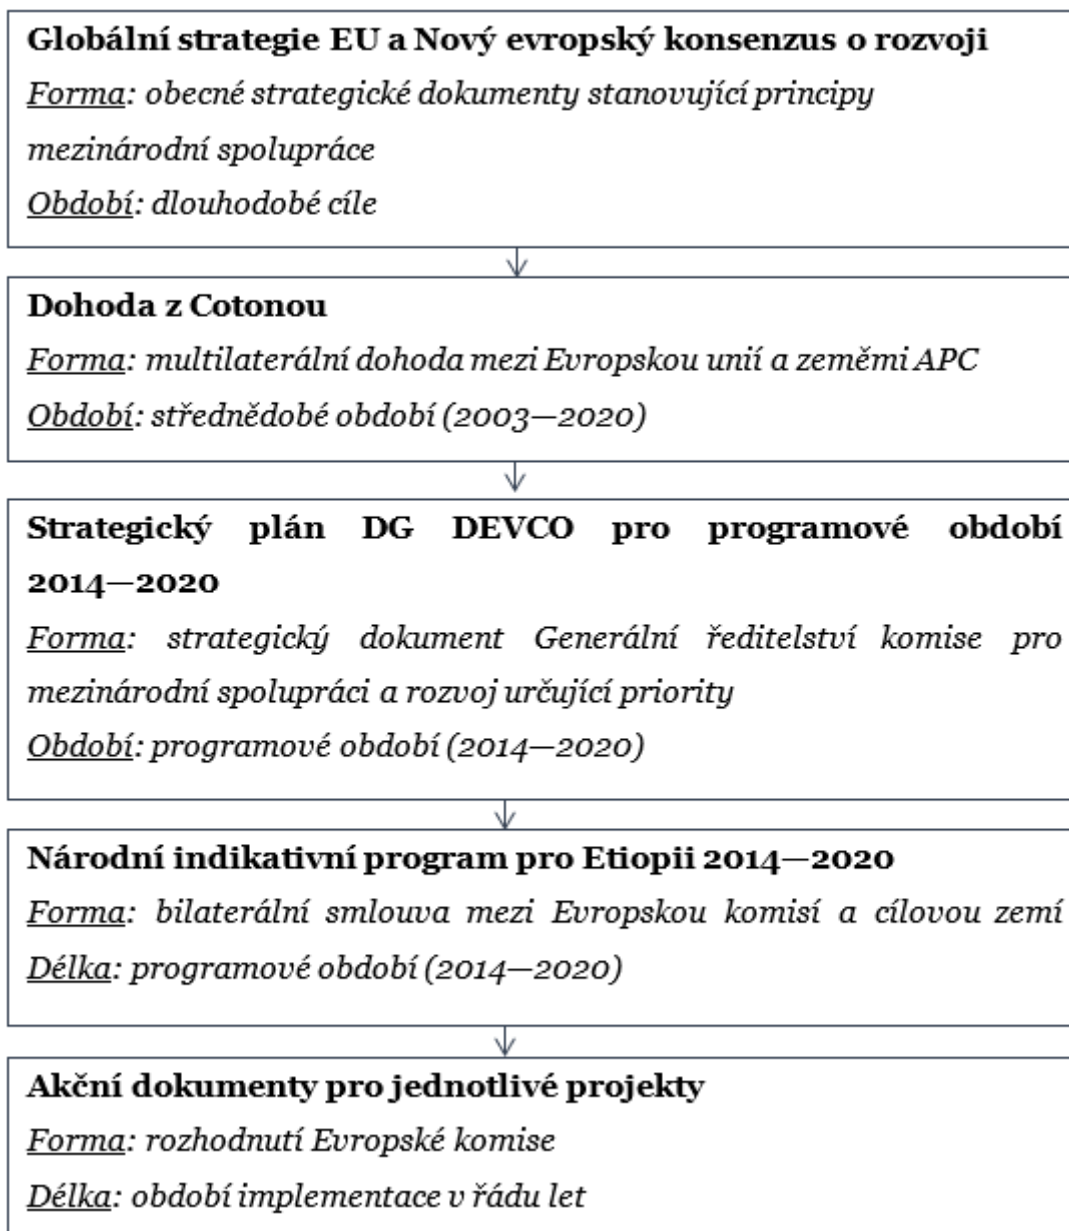 Globální strategie EU a Nový evropský konsenzus o rozvoji
Forma: obecné strategické dokumenty stanovující principy
mezinárodní spolupráce
Období: dlouhodobé cíle
Dohoda z Cotonou
Forma: multilaterální dohoda mezi Evropskou unií a zeměmi APC
Období: střednědobé období (2003—2020)
Strategický plán DG DEVCO pro programové období
2014—2020
Forma: strategický dokument Generální ředitelství komise pro
mezinárodní spolupráci a rozvoj určující priority
Období: programové období (2014—2020)
Národní indikativní program pro Etiopii 2014—2020
Forma: bilaterální smlouva mezi Evropskou komisí a cílovou zemí
Délka: programové období (2014—2020)
Akční dokumenty pro jednotlivé projekty
Forma: rozhodnutí Evropské komise
Délka: období implementace v řádu let